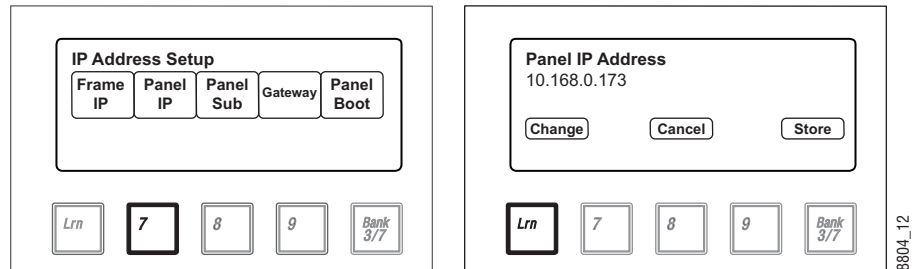 IP Address Setup
Frame IP
Panel IP
Panel Sub
Gateway
Panel Boot
Lrn
7
8
9
Bank 3/7
Panel IP Address
10.168.0.173
Change
Cancel
Store
Lrn
7
8
9
Bank 3/7
8804_12